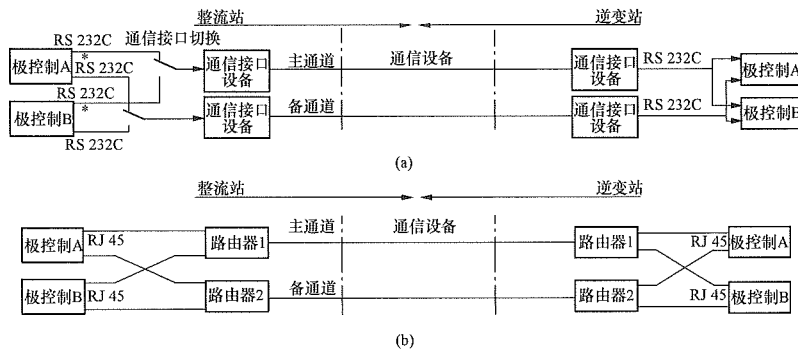 整流站 逆变站
RS 232C 通信接口切换
极控制A
*
RS 232C
通信接口设备
主通道
通信设备
通信接口设备
RS 232C
极控制A
RS 232C
极控制B
*
RS 232C
通信接口设备
备通道
通信接口设备
RS 232C
极控制B
(a)
整流站 逆变站
极控制A
RJ 45
路由器1
主通道
通信设备
路由器1
RJ 45
极控制A
极控制B
RJ 45
路由器2
备通道
路由器2
RJ 45
极控制B
(b)